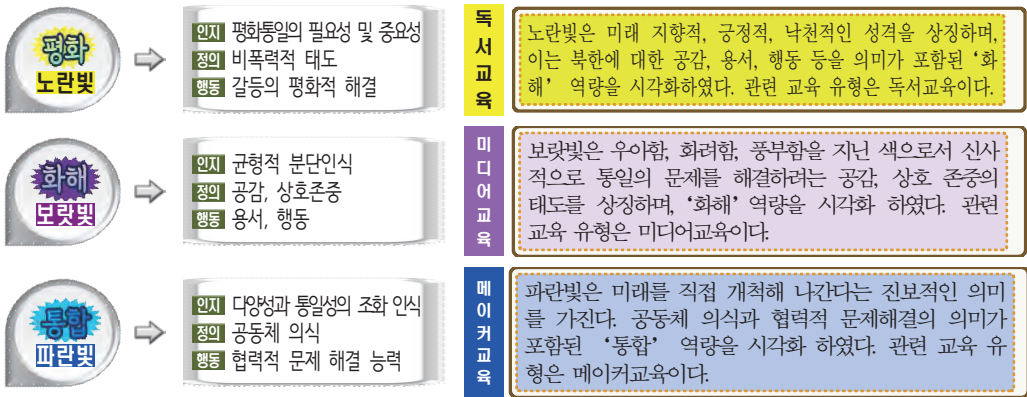 평화
노란빛
인지 평화통일의 필요성 및 중요성
정의 비폭력적 태도
행동 갈등의 평화적 해결
독서교육
노란빛은 미래 지향적, 긍정적, 낙천적인 성격을 상징하며,
이는 북한에 대한 공감, 용서, 행동 등을 의미가 포함된 ‘화
해’ 역량을 시각화하였다. 관련 교육 유형은 독서교육이다.
화해
보랏빛
인지 균형적 분단인식
정의 공감, 상호존중
행동 용서, 행동
미디어교육
보랏빛은 우아함, 화려함, 풍부함을 지닌 색으로서 신사
적으로 통일의 문제를 해결하려는 공감, 상호 존중의
태도를 상징하며, ‘화해’ 역량을 시각화 하였다. 관련
교육 유형은 미디어교육이다.
통합
파란빛
인지 다양성과 통일성의 조화 인식
정의 공동체 의식
행동 협력적 문제 해결 능력
메이커교육
파란빛은 미래를 직접 개척해 나간다는 진보적인 의미
를 가진다. 공동체 의식과 협력적 문제해결의 의미가
포함된 ‘통합’ 역량을 시각화 하였다. 관련 교육 유
형은 메이커교육이다.